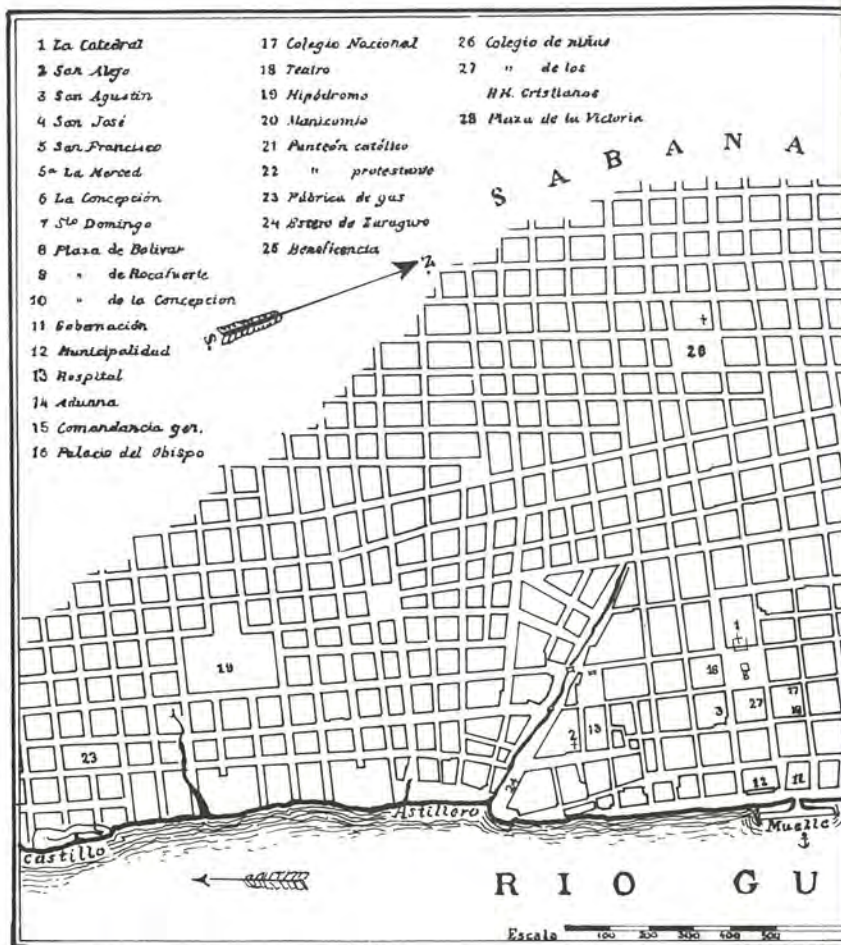 1 La Catedral
2 San Alejo
3 San Agustin
4 San José
5 San Francisco
5ª La Merced
6 La Concepción
7 Sto Domingo
8 Plaza de Bolivar
9 " de Rocafuerte
10 " de la Concepcion
11 Gobernación
12 Municipalidad
13 Hospital
14 Aduana
15 Comandancia gen.
16 Palacio del Obispo
17 Colegio Nacional
18 Teatro
19 Hipódromo
20 Manicomio
21 Panteón católico
22 " protestante
23 Fábrica de gas
24 Estero de Saraguro
25 Beneficencia
26 Colegio de niñas
27 " de los
HH. Cristianos
28 Plaza de la Victoria
SABANA
N.
S.
28
1
19
16
8
27
3
27
18
2
13
23
24
12
11
Astillero
Castillo
Muelle
RIO GU
Escala 100 200 300 400 500